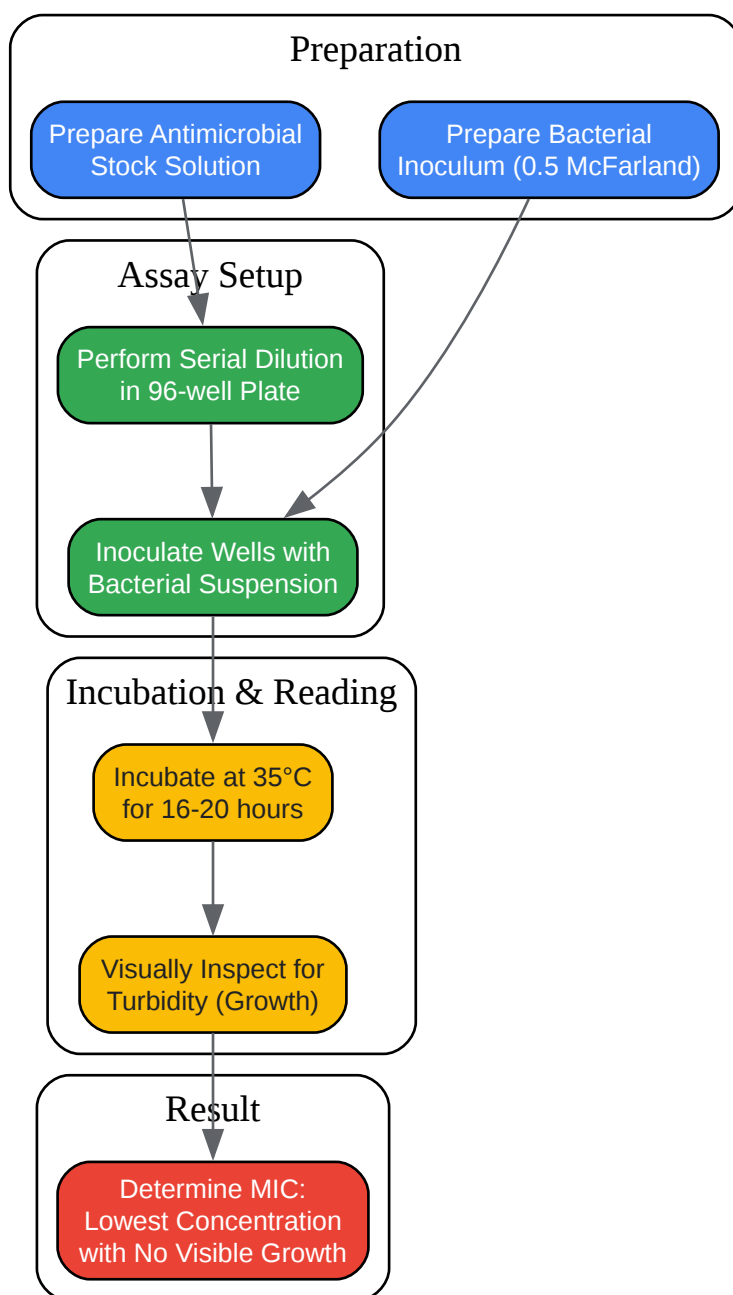 Preparation
Prepare Antimicrobial
Stock Solution
Prepare Bacterial
Inoculum (0.5 McFarland)
Assay Setup
Perform Serial Dilution
in 96-well Plate
Inoculate Wells with
Bacterial Suspension
Incubation & Reading
Incubate at 35°C
for 16-20 hours
Visually Inspect for
Turbidity (Growth)
Result
Determine MIC:
Lowest Concentration
with No Visible Growth